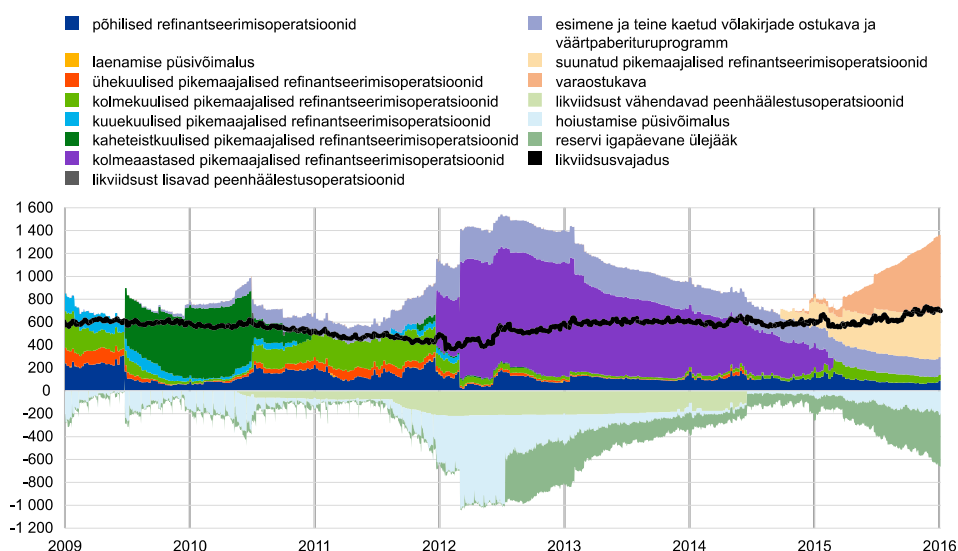 põhilised refinantseerimisoperatsioonid
laenamise püsivõimalus
ühekuulised pikemaajalised refinantseerimisoperatsioonid
kolmekuulised pikemaajalised refinantseerimisoperatsioonid
kuuekuulised pikemaajalised refinantseerimisoperatsioonid
kaheteistkuulised pikemaajalised refinantseerimisoperatsioonid
kolmeaastased pikemaajalised refinantseerimisoperatsioonid
likviidsust lisavad peenhäälestusoperatsioonid
esimene ja teine kaetud võlakirjade ostukava ja
väärtpaberituruprogramm
suunatud pikemaajalised refinantseerimisoperatsioonid
varaostukava
likviidsust vähendavad peenhäälestusoperatsioonid
hoiustamise püsivõimalus
reservi igapäevane ülejääk
likviidsusvajadus
1 600
1 400
1 200
1 000
800
600
400
200
0
-200
-400
-600
-800
-1 000
-1 200
2009 2010 2011 2012 2013 2014 2015 2016